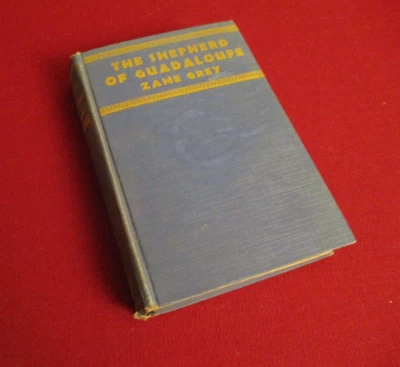 THE SHEPHERD
OF GUADALOUPE
ZANE GREY